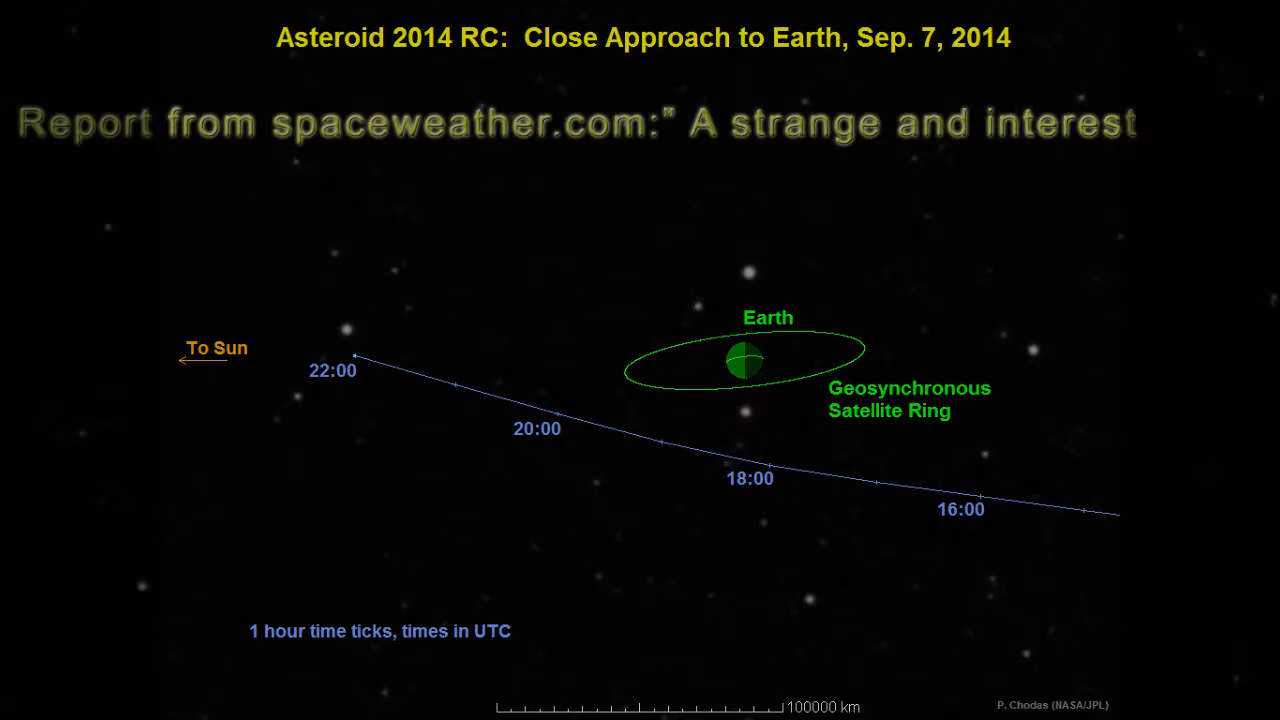 Asteroid 2014 RC:  Close Approach to Earth, Sep. 7, 2014
Report from spaceweather.com:" A strange and interest
Earth
To Sun
22:00
Geosynchronous
Satellite Ring
20:00
18:00
16:00
1 hour time ticks, times in UTC
100000 km
P. Chodas (NASA/JPL)